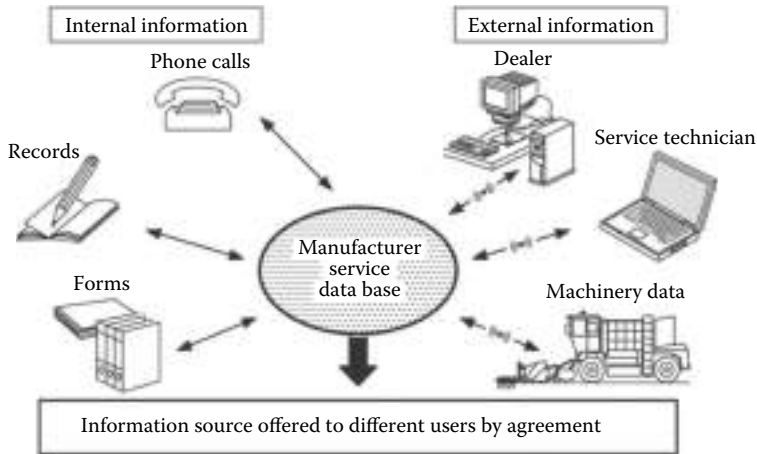 Internal information
External information
Phone calls
Dealer
Records
Service technician
Manufacturer
service
data base
Forms
Machinery data
Information source offered to different users by agreement